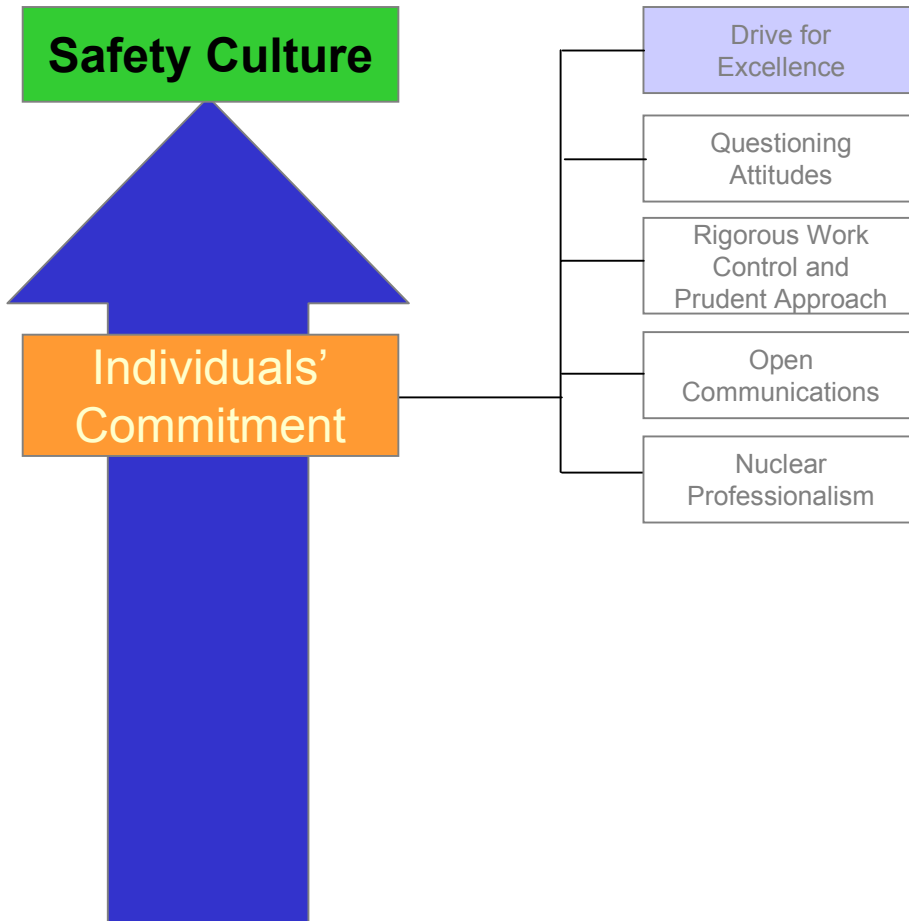 Safety Culture
Drive for
Excellence
Questioning
Attitudes
Rigorous Work
Control and
Prudent Approach
Individuals’
Commitment
Open
Communications
Nuclear
Professionalism